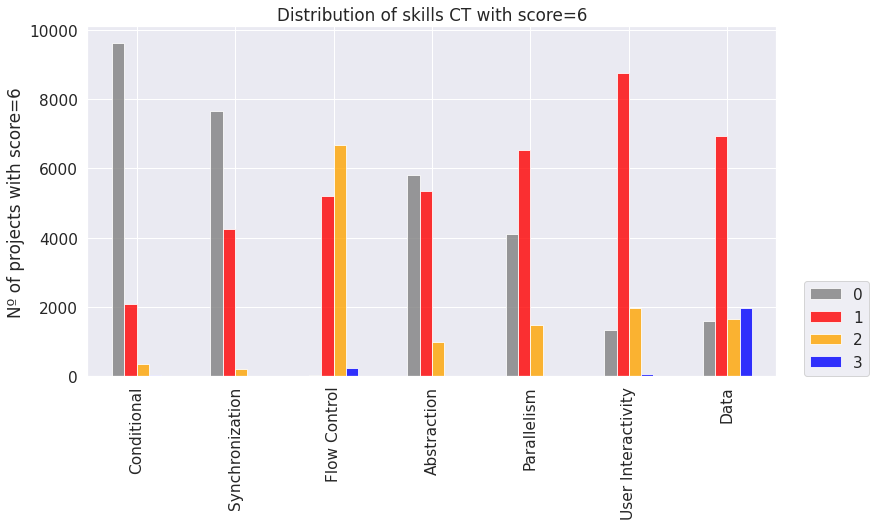 Distribution of skills CT with score=6
Nº of projects with score=6
10000
8000
6000
4000
2000
0
Conditional
Synchronization
Flow Control
Abstraction
Parallelism
User Interactivity
Data
0
1
2
3